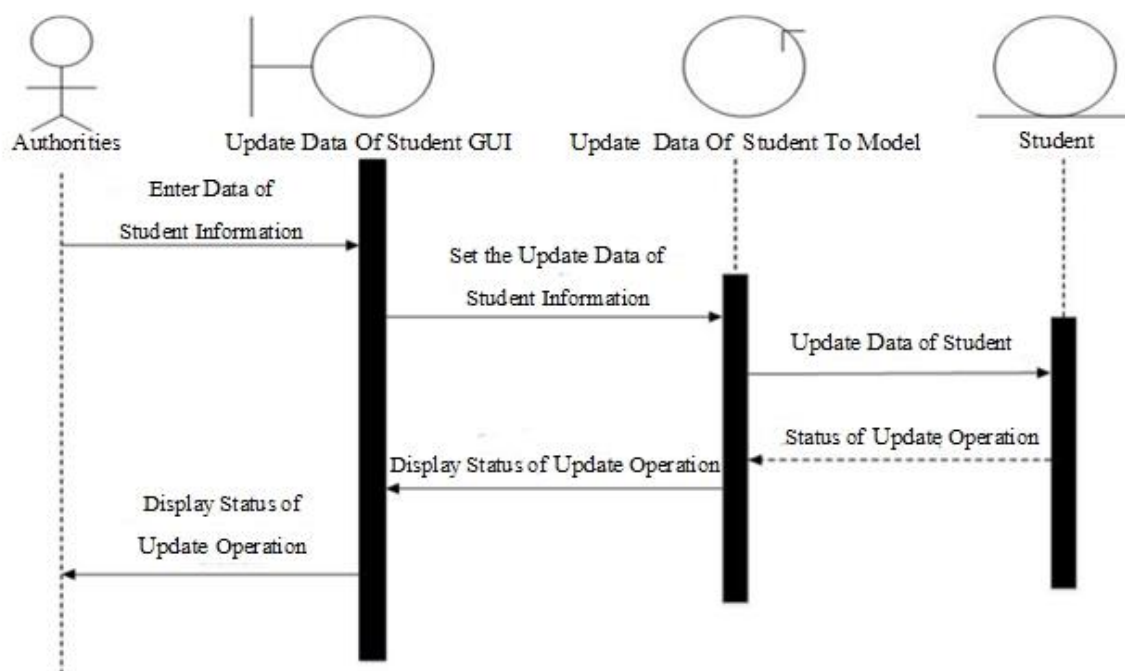 Authorities
Update Data Of Student GUI
Update Data Of Student To Model
Student
Enter Data of
Student Information
Set the Update Data of
Student Information
Update Data of Student
Status of Update Operation
Display Status of Update Operation
Display Status of
Update Operation